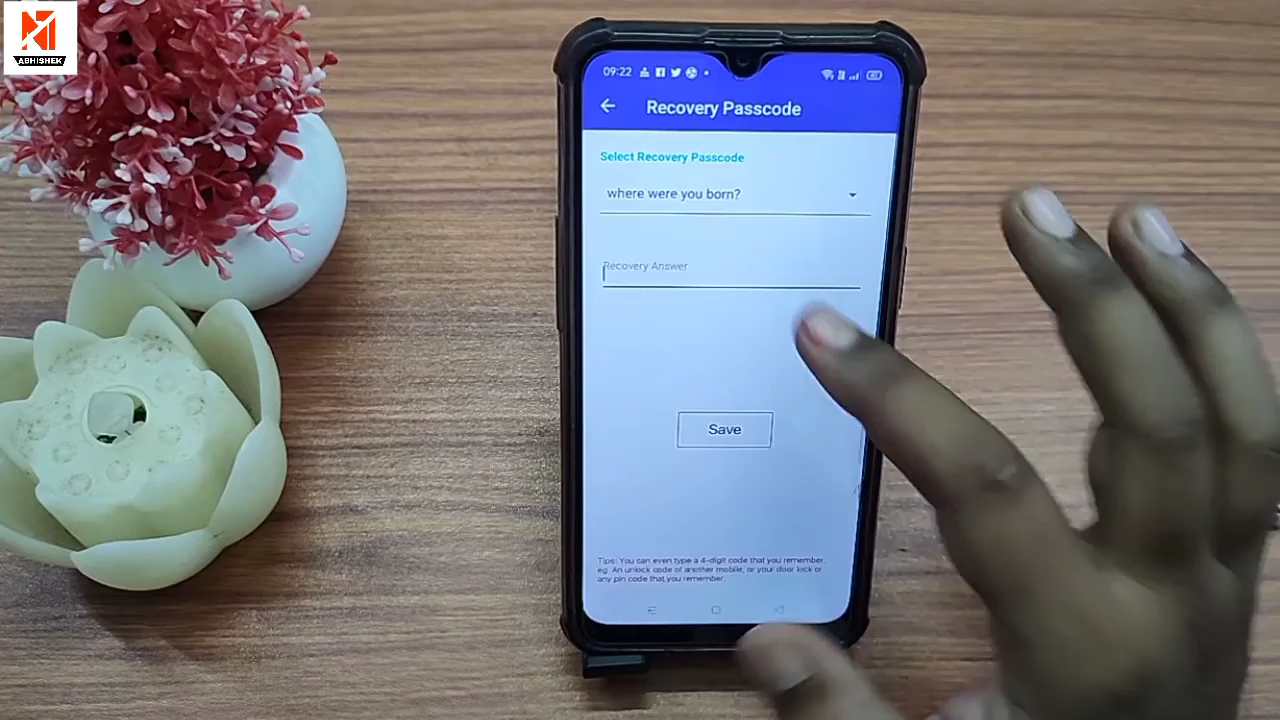 ABHISHEK
09:22
Recovery Passcode
Select Recovery Passcode
where were you born?
Recovery Answer
Save
Tips: You can even type a 4-digit code that you remember.
eg. An unlock code of another mobile, or your door lock or
any pin code that you remember.